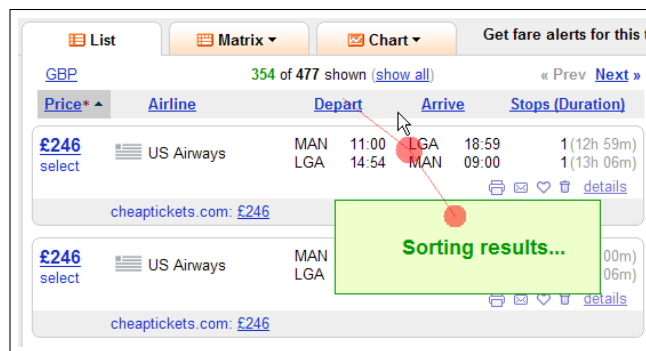 List Matrix Chart Get fare alerts for this
GBP 354 of 477 shown (show all) « Prev Next »
Price* Airline Depart Arrive Stops (Duration)
£246 US Airways MAN 11:00 LGA 18:59 1 (12h 59m)
select LGA 14:54 MAN 09:00 1 (13h 06m)
details
cheaptickets.com: £246
Sorting results...
£246 US Airways MAN 00m)
select LGA 06m)
details
cheaptickets.com: £246